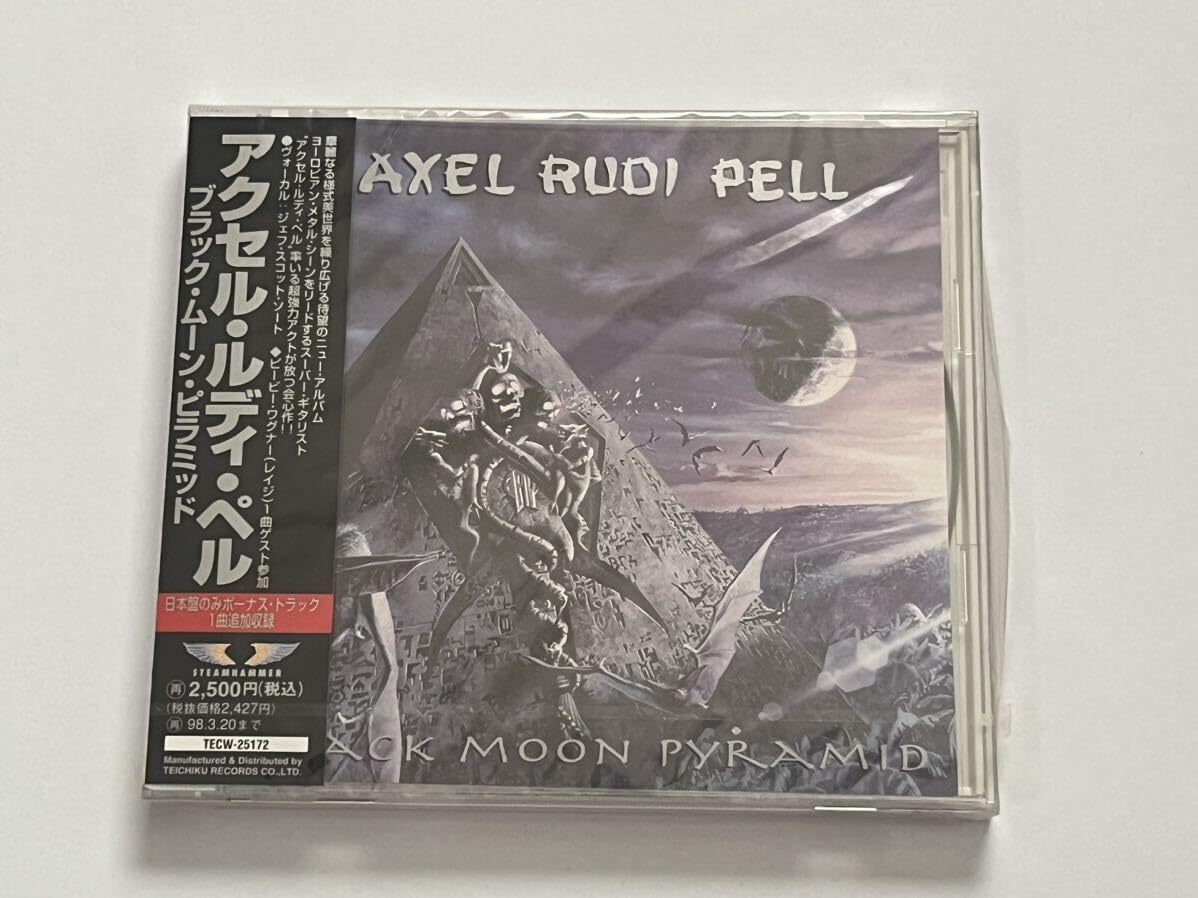 アクセル・ルディ・ペル
ブラック・ムーン・ピラミッド
華麗なる様式美世界を繰り広げる待望のニュー・アルバム
ヨーロピアン・メタル・シーンをリードするスーパー・ギタリスト
"アクセル・ルディ・ペル"率いる超強力アクトが放つ会心作!!
●ヴォーカル:ジェフ・スコット・ソート ◆ピーピー・ワグナー(レイジ)1曲ゲスト参加
日本盤のみボーナス・トラック
1曲追加収録
STEAMHAMMER
再 2,500円(税込)
(税抜価格2,427円)
再 98.3.20まで
TECW-25172
Manufactured & Distributed by
TEICHIKU RECORDS CO.,LTD.
AXEL RUDI PELL
ACK MOON PYRAMID